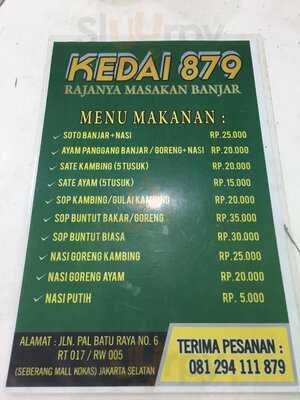 KEDAI 879
RAJANYA MASAKAN BANJAR
MENU MAKANAN :
✓ SOTO BANJAR+NASI RP.25.000
✓ AYAM PANGGANG BANJAR / GORENG+NASI RP.20.000
✓ SATE KAMBING (5 TUSUK) RP.20.000
✓ SATE AYAM (5TUSUK) RP.15.000
✓ SOP KAMBING/GULAI KAMBING RP.20.000
✓ SOP BUNTUT BAKAR/GORENG RP.35.000
✓ SOP BUNTUT BIASA RP.30.000
✓ NASI GORENG KAMBING RP.25.000
✓ NASI GORENG AYAM RP.20.000
✓ NASI PUTIH RP. 5.000
ALAMAT : JLN. PAL BATU RAYA NO. 6
RT 017 / RW 005
(SEBERANG MALL KOKAS) JAKARTA SELATAN
TERIMA PESANAN :
081 294 111 879